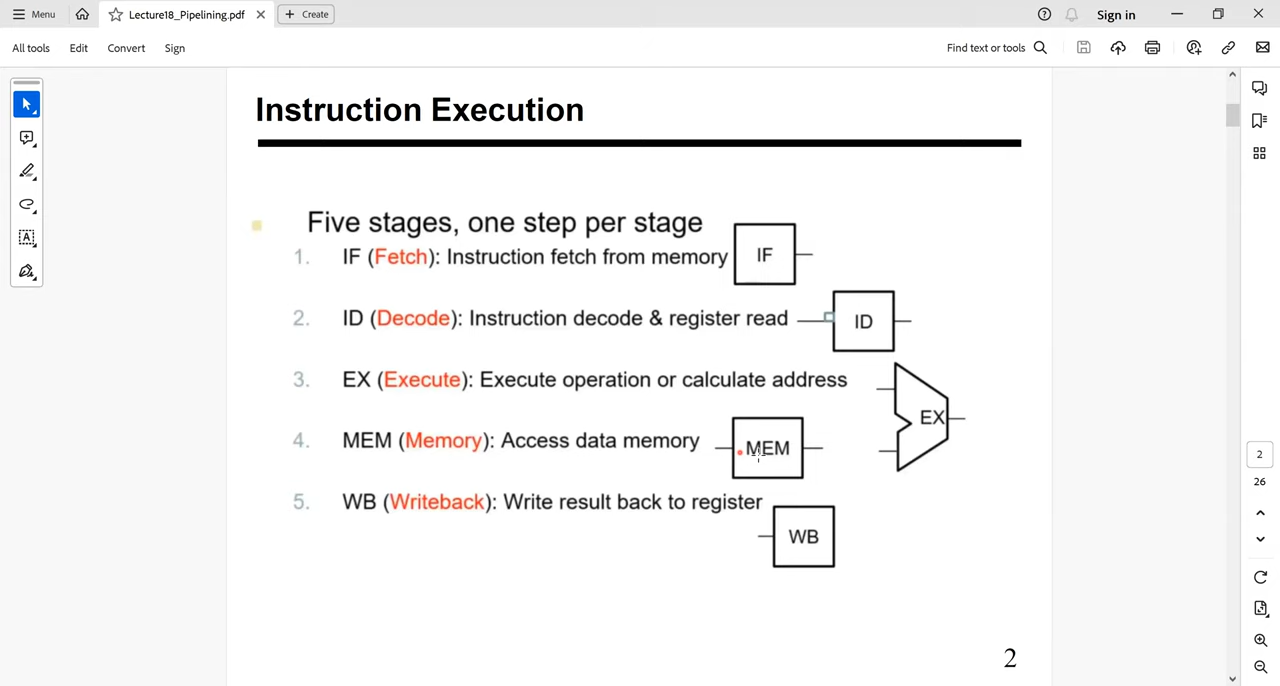 Menu
Lecture18_Pipelining.pdf
Create
Sign in
All tools
Edit
Convert
Sign
Find text or tools
Instruction Execution
Five stages, one step per stage
1. IF (Fetch): Instruction fetch from memory
IF
2. ID (Decode): Instruction decode & register read
ID
3. EX (Execute): Execute operation or calculate address
EX
4. MEM (Memory): Access data memory
MEM
5. WB (Writeback): Write result back to register
WB
2
2
26